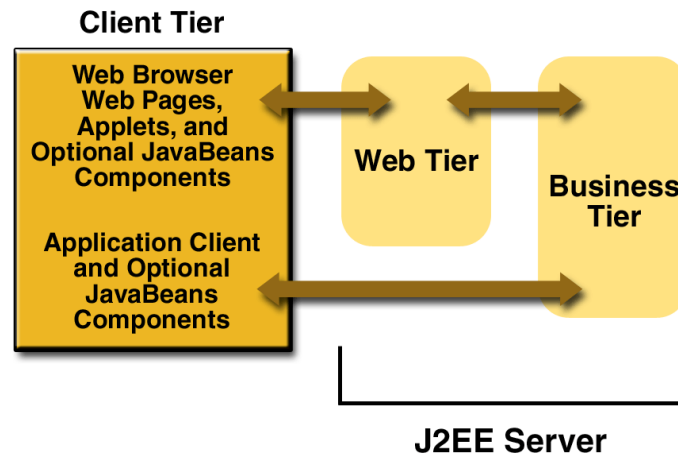 Client Tier
Web Browser
Web Pages,
Applets, and
Optional JavaBeans
Components
Application Client
and Optional
JavaBeans
Components
Web Tier
Business
Tier
J2EE Server